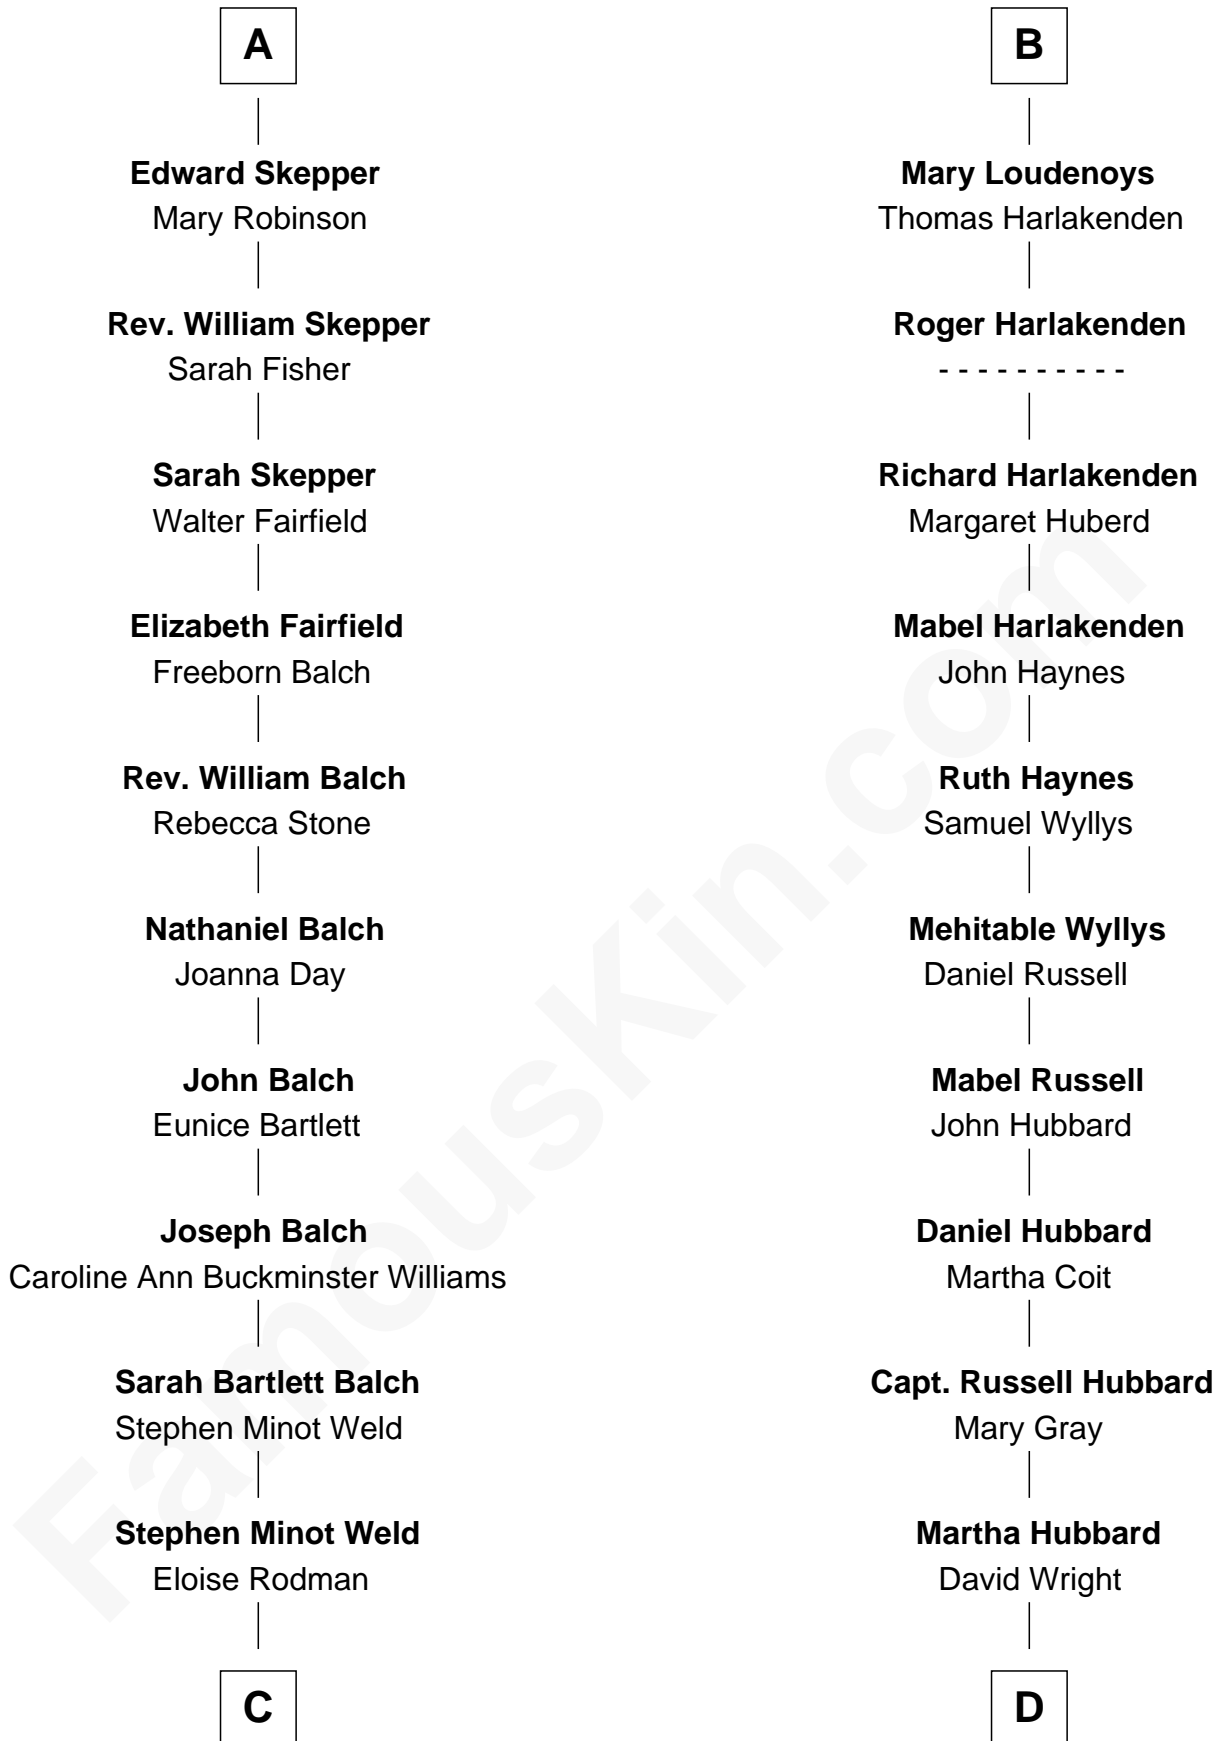 A
Edward Skepper
Mary Robinson
Rev. William Skepper
Sarah Fisher
Sarah Skepper
Walter Fairfield
Elizabeth Fairfield
Freeborn Balch
Rev. William Balch
Rebecca Stone
Nathaniel Balch
Joanna Day
John Balch
Eunice Bartlett
Joseph Balch
Caroline Ann Buckminster Williams
Sarah Bartlett Balch
Stephen Minot Weld
Stephen Minot Weld
Eloise Rodman
C
B
Mary Loudenoys
Thomas Harlakenden
Roger Harlakenden
- - - - - - - - - -
Richard Harlakenden
Margaret Huberd
Mabel Harlakenden
John Haynes
Ruth Haynes
Samuel Wyllys
Mehitable Wyllys
Daniel Russell
Mabel Russell
John Hubbard
Daniel Hubbard
Martha Coit
Capt. Russell Hubbard
Mary Gray
Martha Hubbard
David Wright
D
FamousKin.com